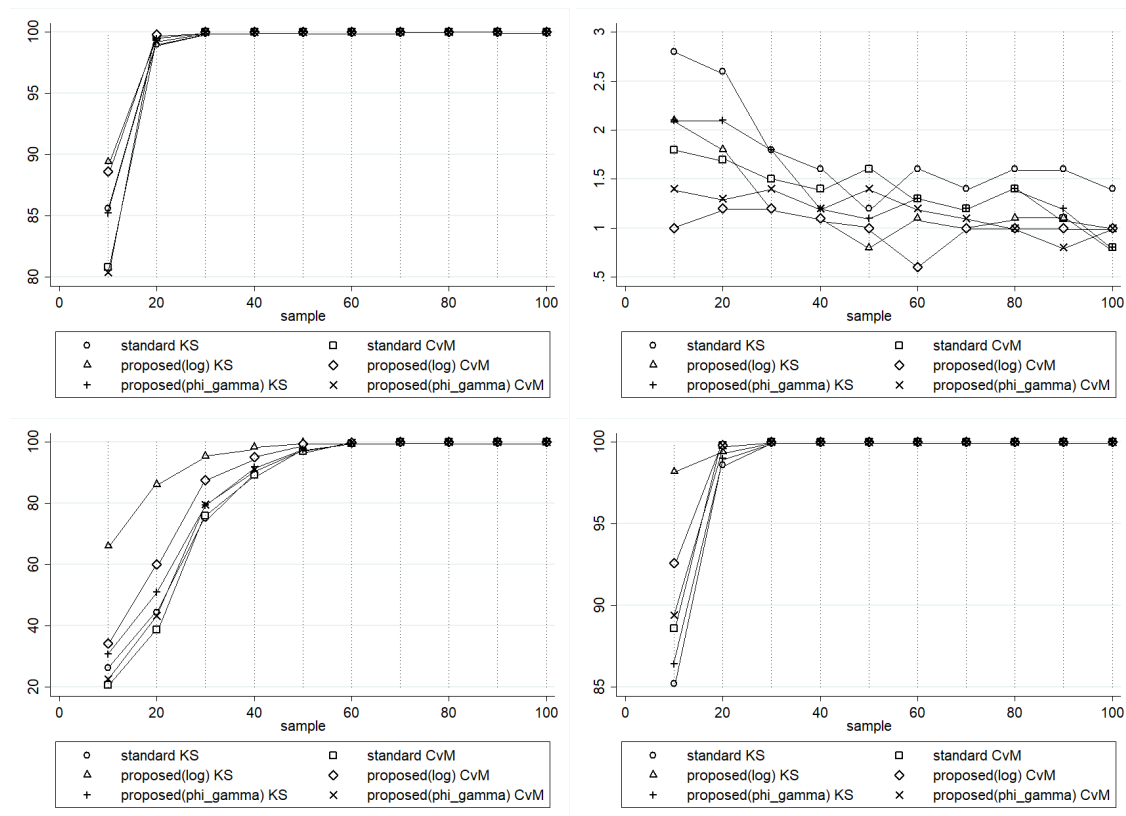 100
95
90
85
80
0 20 40 60 80 100
sample
standard KS standard CvM
proposed(log) KS proposed(log) CvM
proposed(phi_gamma) KS proposed(phi_gamma) CvM
3
2.5
2
1.5
1
.5
0 20 40 60 80 100
sample
standard KS standard CvM
proposed(log) KS proposed(log) CvM
proposed(phi_gamma) KS proposed(phi_gamma) CvM
100
80
60
40
20
0 20 40 60 80 100
sample
standard KS standard CvM
proposed(log) KS proposed(log) CvM
proposed(phi_gamma) KS proposed(phi_gamma) CvM
100
95
90
85
0 20 40 60 80 100
sample
standard KS standard CvM
proposed(log) KS proposed(log) CvM
proposed(phi_gamma) KS proposed(phi_gamma) CvM